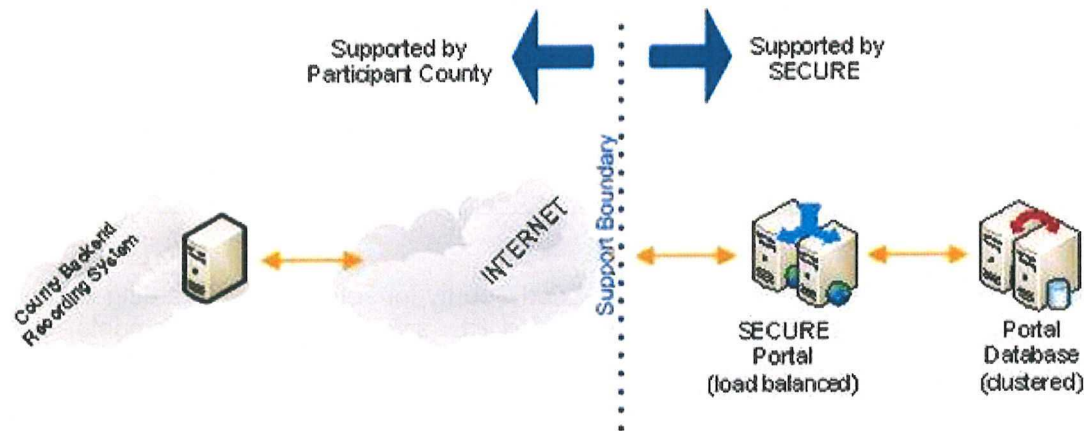 Supported by
Participant County
Supported by
SECURE
County Backend
Recording System
INTERNET
Support Boundary
SECURE
Portal
(load balanced)
Portal
Database
(clustered)